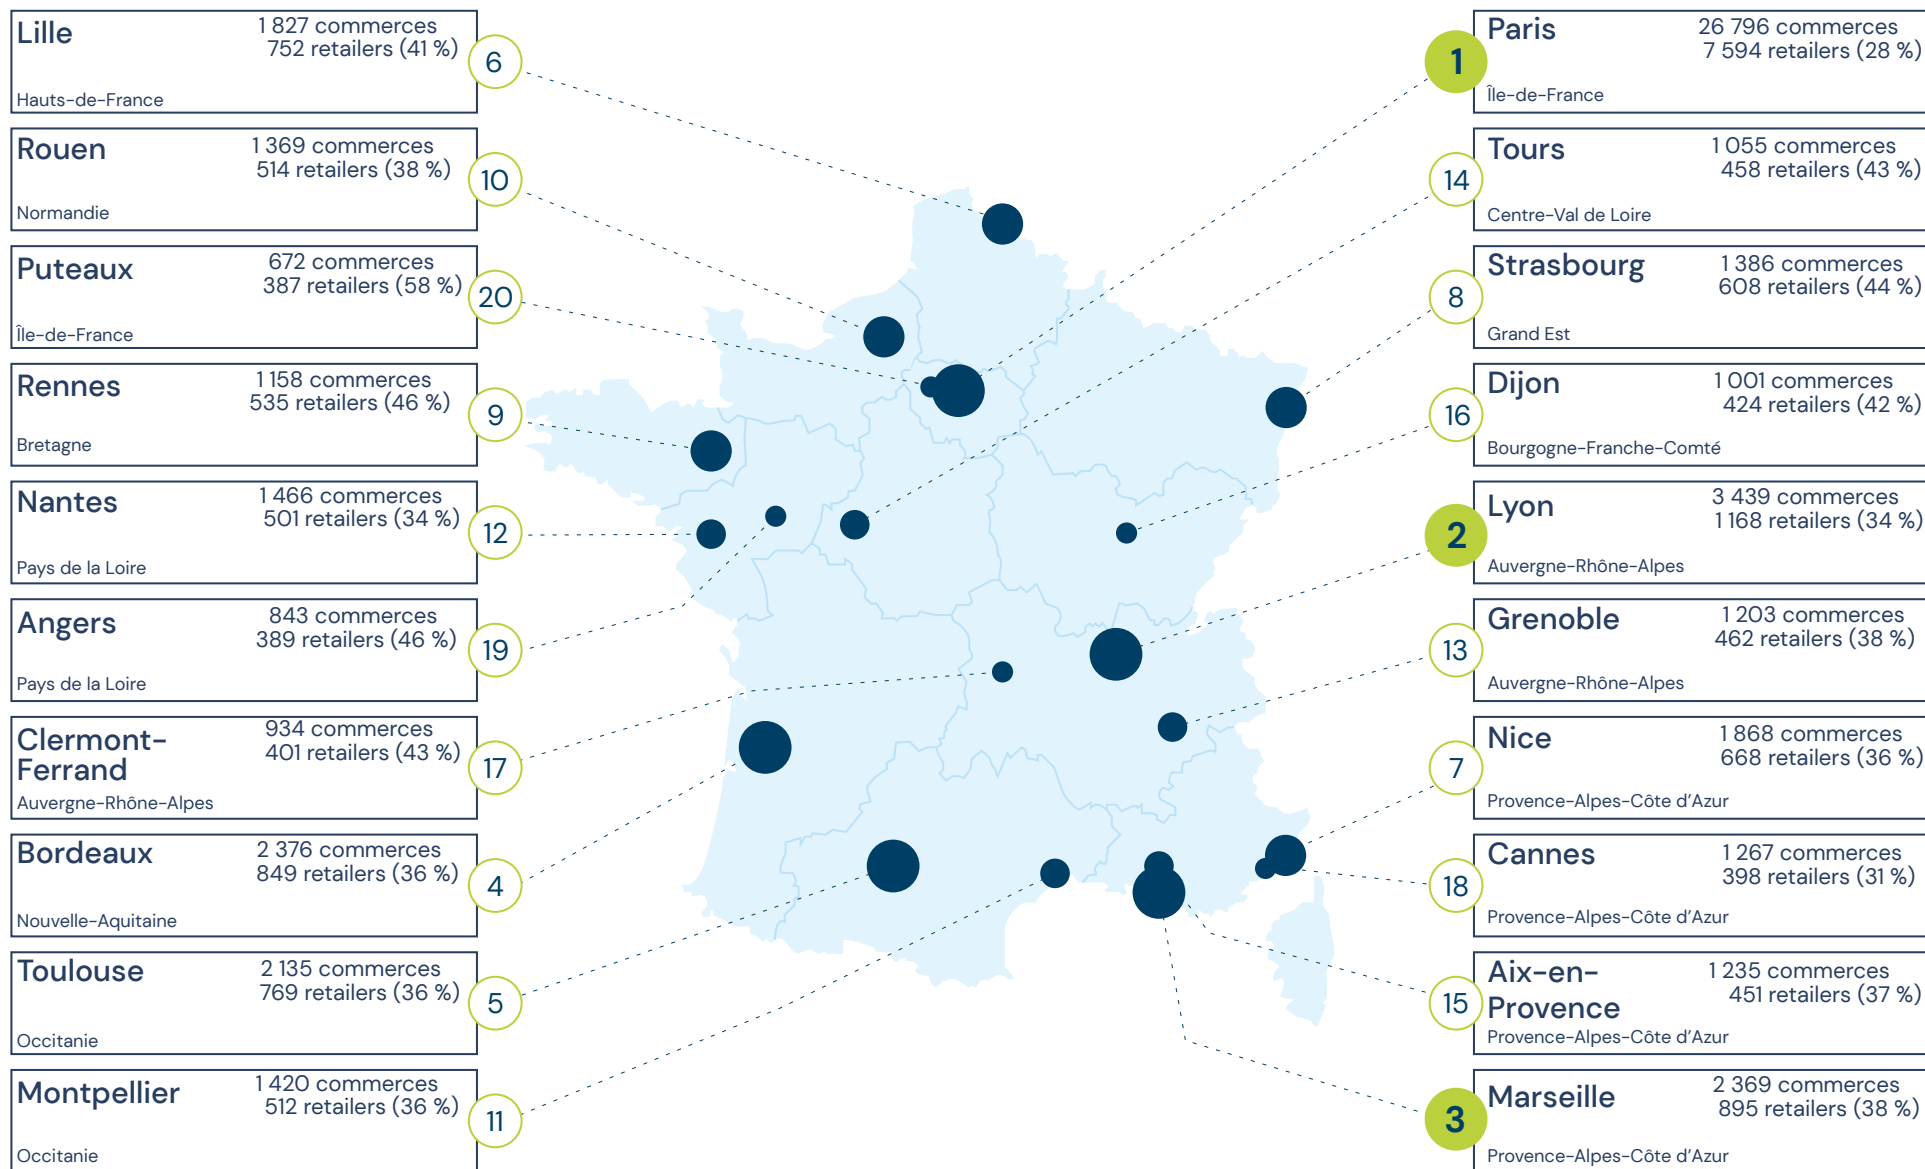 Lille
1 827 commerces
752 retailers (41 %)
Hauts-de-France
6
Rouen
1 369 commerces
514 retailers (38 %)
Normandie
10
Puteaux
672 commerces
387 retailers (58 %)
Île-de-France
20
Rennes
1 158 commerces
535 retailers (46 %)
Bretagne
9
Nantes
1 466 commerces
501 retailers (34 %)
Pays de la Loire
12
Angers
843 commerces
389 retailers (46 %)
Pays de la Loire
19
Clermont-
Ferrand
934 commerces
401 retailers (43 %)
Auvergne-Rhône-Alpes
17
Bordeaux
2 376 commerces
849 retailers (36 %)
Nouvelle-Aquitaine
4
Toulouse
2 135 commerces
769 retailers (36 %)
Occitanie
5
Montpellier
1 420 commerces
512 retailers (36 %)
Occitanie
11
1
Paris
26 796 commerces
7 594 retailers (28 %)
Île-de-France
14
Tours
1 055 commerces
458 retailers (43 %)
Centre-Val de Loire
8
Strasbourg
1 386 commerces
608 retailers (44 %)
Grand Est
16
Dijon
1 001 commerces
424 retailers (42 %)
Bourgogne-Franche-Comté
2
Lyon
3 439 commerces
1 168 retailers (34 %)
Auvergne-Rhône-Alpes
13
Grenoble
1 203 commerces
462 retailers (38 %)
Auvergne-Rhône-Alpes
7
Nice
1 868 commerces
668 retailers (36 %)
Provence-Alpes-Côte d’Azur
18
Cannes
1 267 commerces
398 retailers (31 %)
Provence-Alpes-Côte d’Azur
15
Aix-en-
Provence
1 235 commerces
451 retailers (37 %)
Provence-Alpes-Côte d’Azur
3
Marseille
2 369 commerces
895 retailers (38 %)
Provence-Alpes-Côte d’Azur